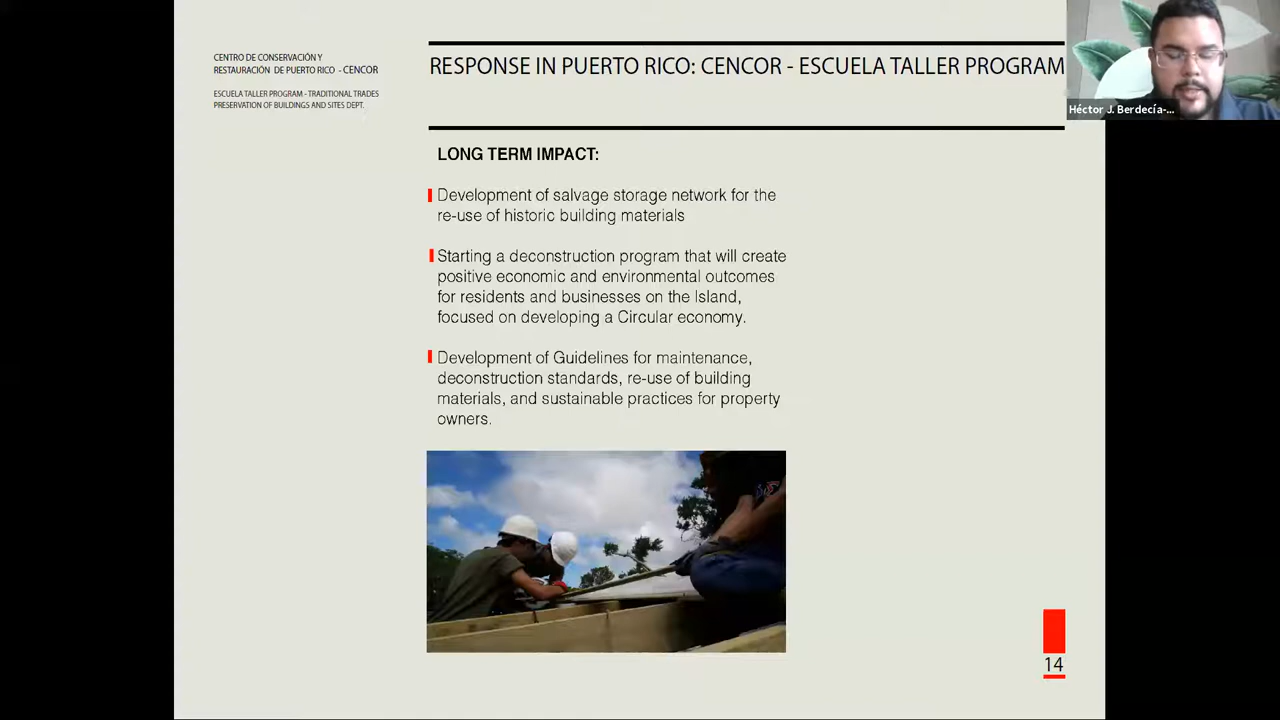 CENTRO DE CONSERVACIÓN Y
RESTAURACIÓN DE PUERTO RICO - CENCOR
ESCUELA TALLER PROGRAM - TRADITIONAL TRADES
PRESERVATION OF BUILDINGS AND SITES DEPT.
RESPONSE IN PUERTO RICO: CENCOR - ESCUELA TALLER PROGRAM
Héctor J. Berdecía-...
LONG TERM IMPACT:
Development of salvage storage network for the
re-use of historic building materials
Starting a deconstruction program that will create
positive economic and environmental outcomes
for residents and businesses on the Island,
focused on developing a Circular economy.
Development of Guidelines for maintenance,
deconstruction standards, re-use of building
materials, and sustainable practices for property
owners.
14